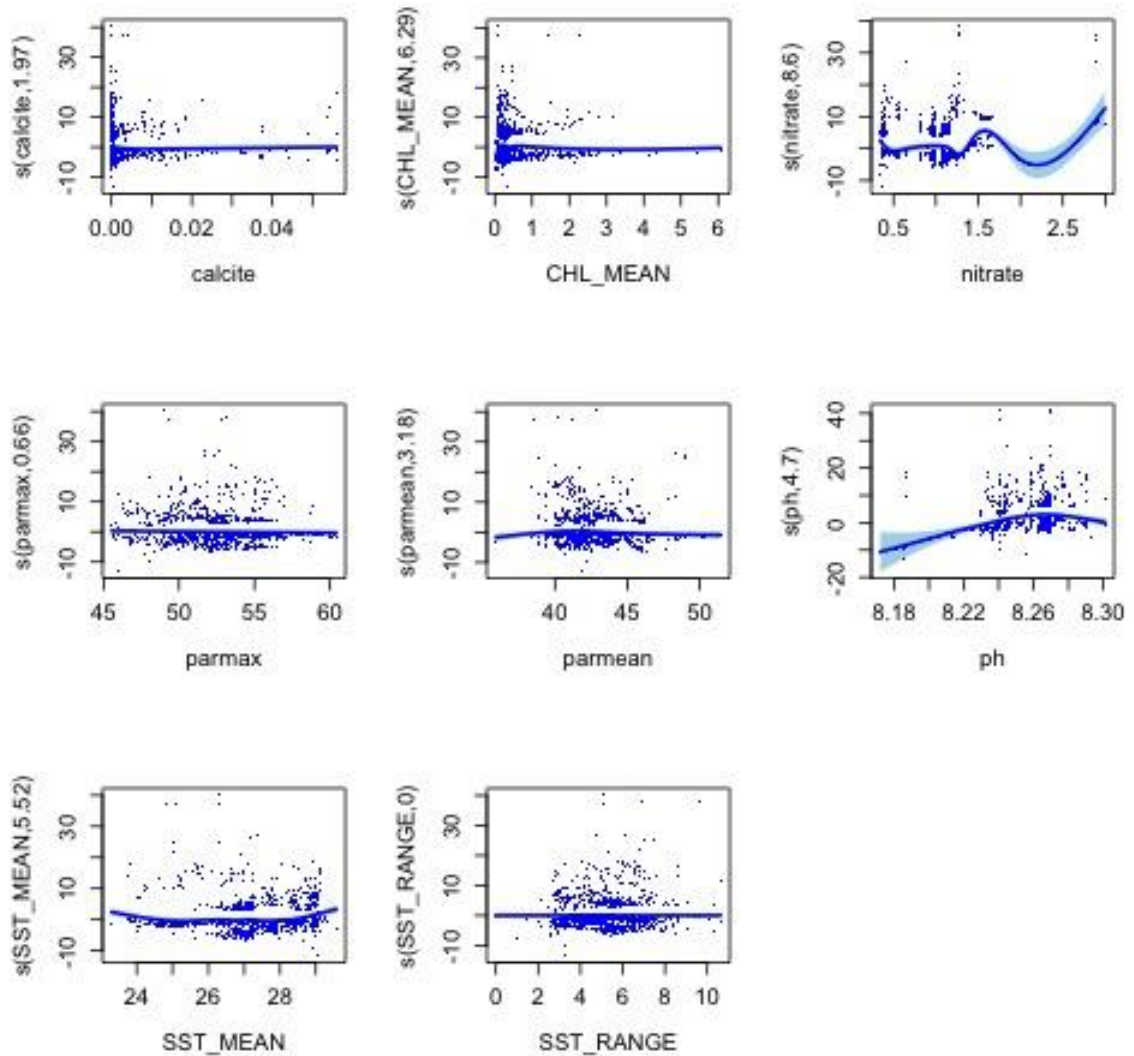 s(calcite,1.97)
30
10
-10
0.00 0.02 0.04
calcite
s(CHL_MEAN,6.29)
30
10
-10
0 1 2 3 4 5 6
CHL_MEAN
s(nitrate,8.6)
30
10
-10
0.5 1.5 2.5
nitrate
s(parmax,0.66)
30
10
-10
45 50 55 60
parmax
s(parmean,3.18)
30
10
-10
40 45 50
parmean
s(ph,4.7)
40
20
0
-20
8.18 8.22 8.26 8.30
ph
s(SST_MEAN,5.52)
30
10
-10
24 26 28
SST_MEAN
s(SST_RANGE,0)
30
10
-10
0 2 4 6 8 10
SST_RANGE